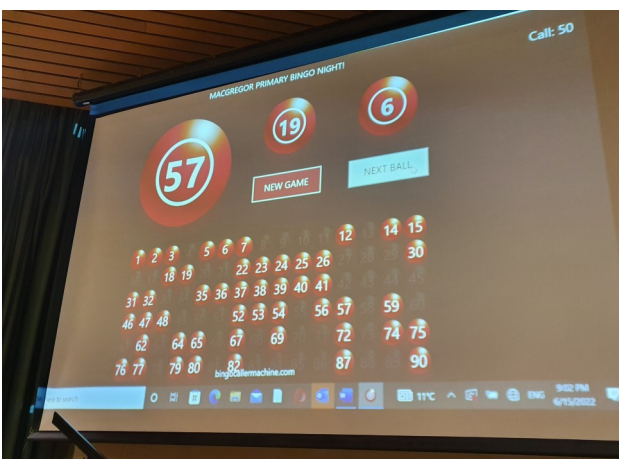 Call: 50
MACGREGOR PRIMARY BINGO NIGHT!
57 19 6
NEW GAME NEXT BALL
1 2 3 5 6 7 12 14 15
18 19 22 23 24 25 26 30
31 32 35 36 37 38 39 40 41
46 47 48 52 53 54 56 57 59
62 64 65 67 69 72 74 75
76 77 79 80 82 87 90
bingocallermachine.com
11°C ENG 9:02 PM
6/15/2022